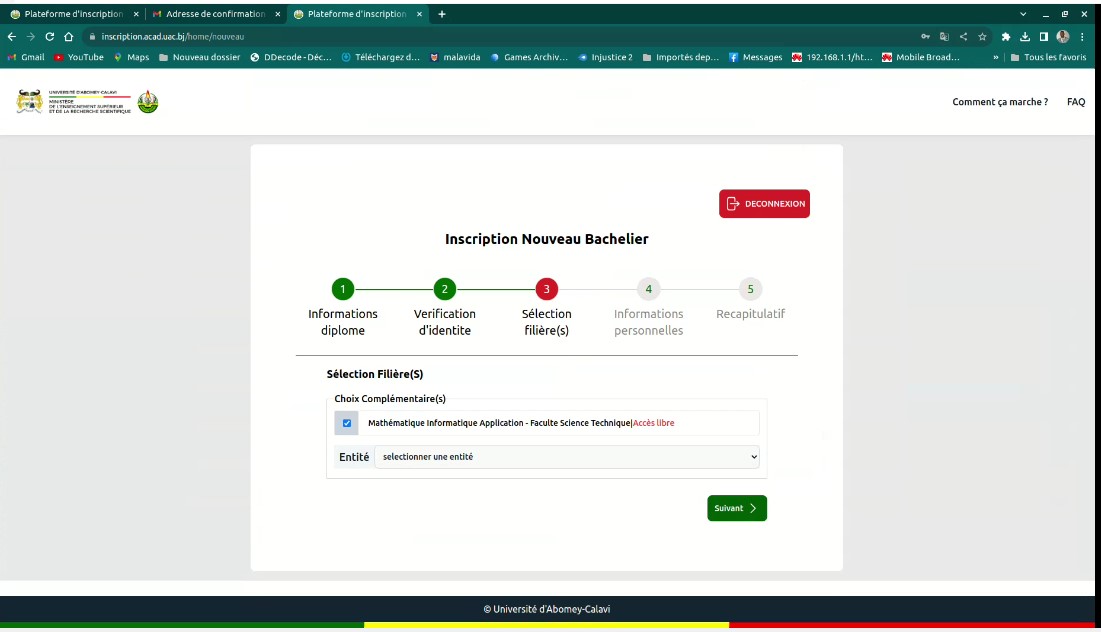 Plateforme d'inscription
Adresse de confirmation
Plateforme d'inscription
inscription.acad.uac.bj/home/nouveau
Gmail
YouTube
Maps
Nouveau dossier
DDecode - Déc...
Téléchargez d...
malavida
Games Archiv...
Injustice 2
Importés dep...
Messages
192.168.1.1/ht...
Mobile Broad...
»
Tous les favoris
UNIVERSITÉ D'ABOMEY-CALAVI
MINISTÈRE
DE L'ENSEIGNEMENT SUPÉRIEUR
ET DE LA RECHERCHE SCIENTIFIQUE
Comment ça marche ?
FAQ
DECONNEXION
Inscription Nouveau Bachelier
1
2
3
4
5
Informations diplome
Verification d'identite
Sélection filière(s)
Informations personnelles
Recapitulatif
Sélection Filière(S)
Choix Complémentaire(s)
Mathématique Informatique Application - Faculte Science Technique|Accès libre
Entité
selectionner une entité
Suivant
© Université d'Abomey-Calavi